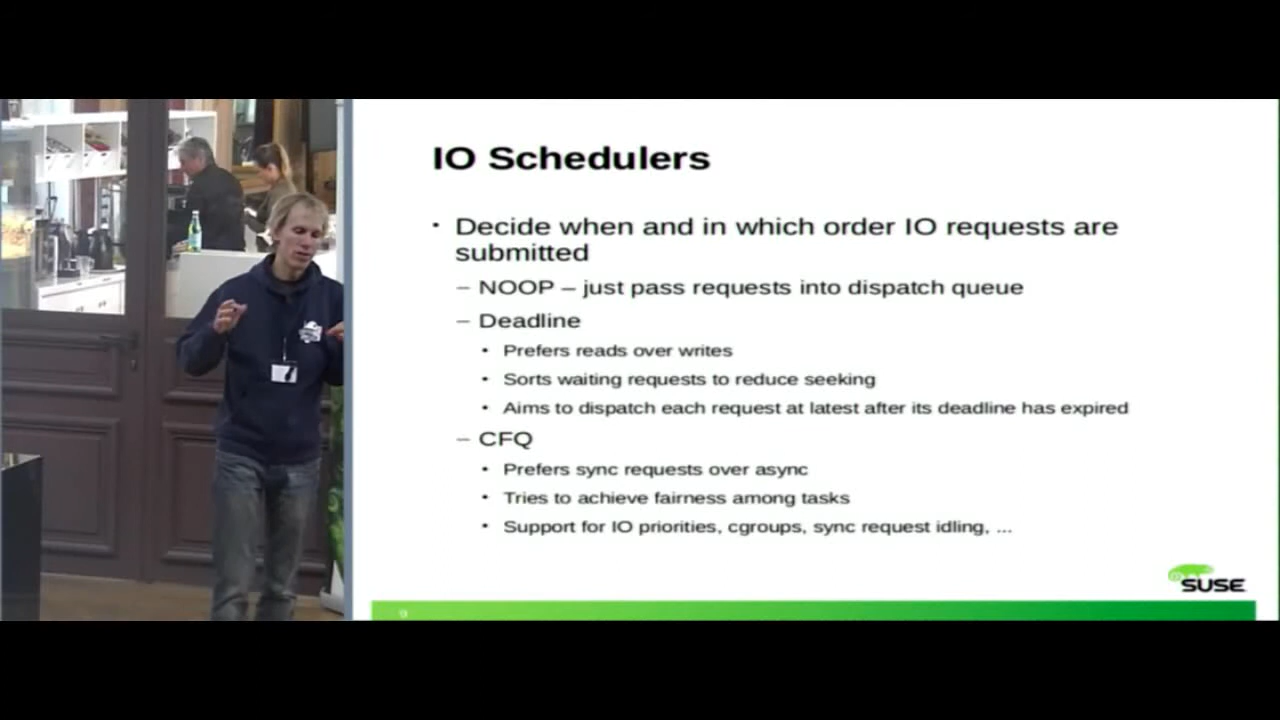 IO Schedulers
• Decide when and in which order IO requests are
submitted
– NOOP – just pass requests into dispatch queue
– Deadline
• Prefers reads over writes
• Sorts waiting requests to reduce seeking
• Aims to dispatch each request at latest after its deadline has expired
– CFQ
• Prefers sync requests over async
• Tries to achieve fairness among tasks
• Support for IO priorities, cgroups, sync request idling, ...
SUSE
9